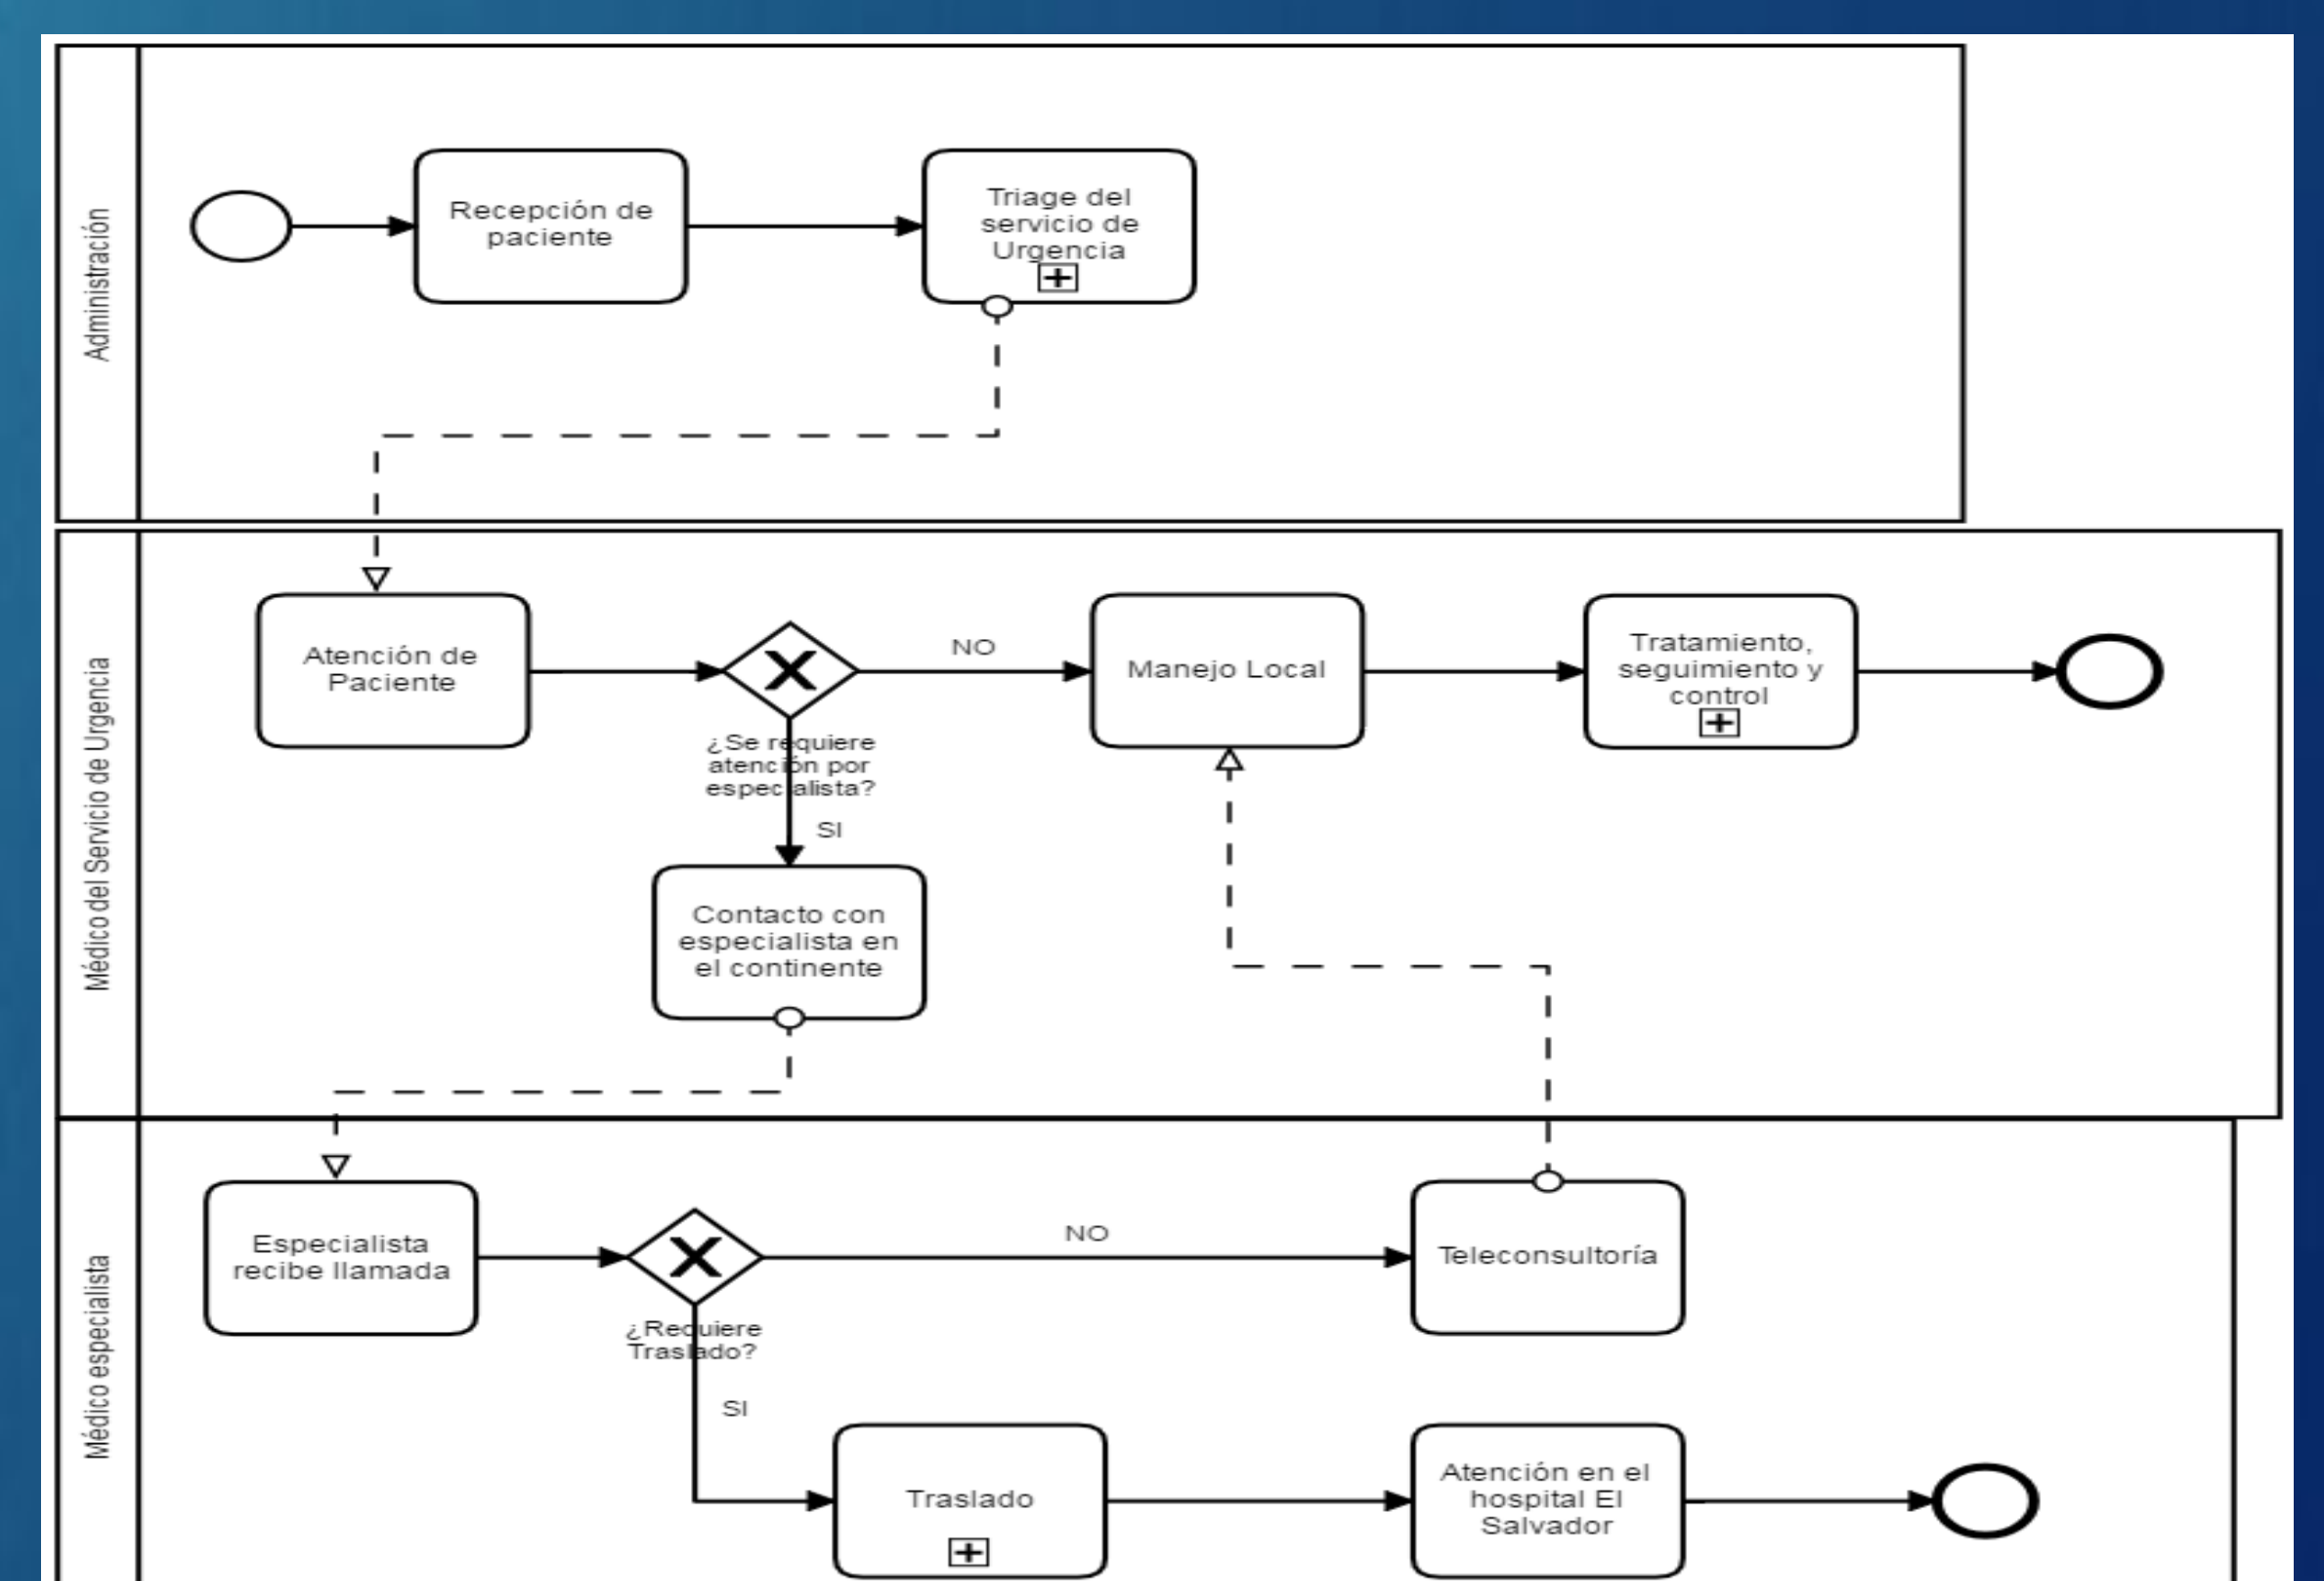 Administración
Recepción de
paciente
Triage del
servicio de
Urgencia
Médico del Servicio de Urgencia
Atención de
Paciente
¿Se requiere
atención por
especialista?
NO
SI
Manejo Local
Tratamiento,
seguimiento y
control
Contacto con
especialista en
el continente
Médico especialista
Especialista
recibe llamada
¿Requiere
Traslado?
NO
SI
Teleconsultoría
Traslado
Atención en el
hospital El
Salvador